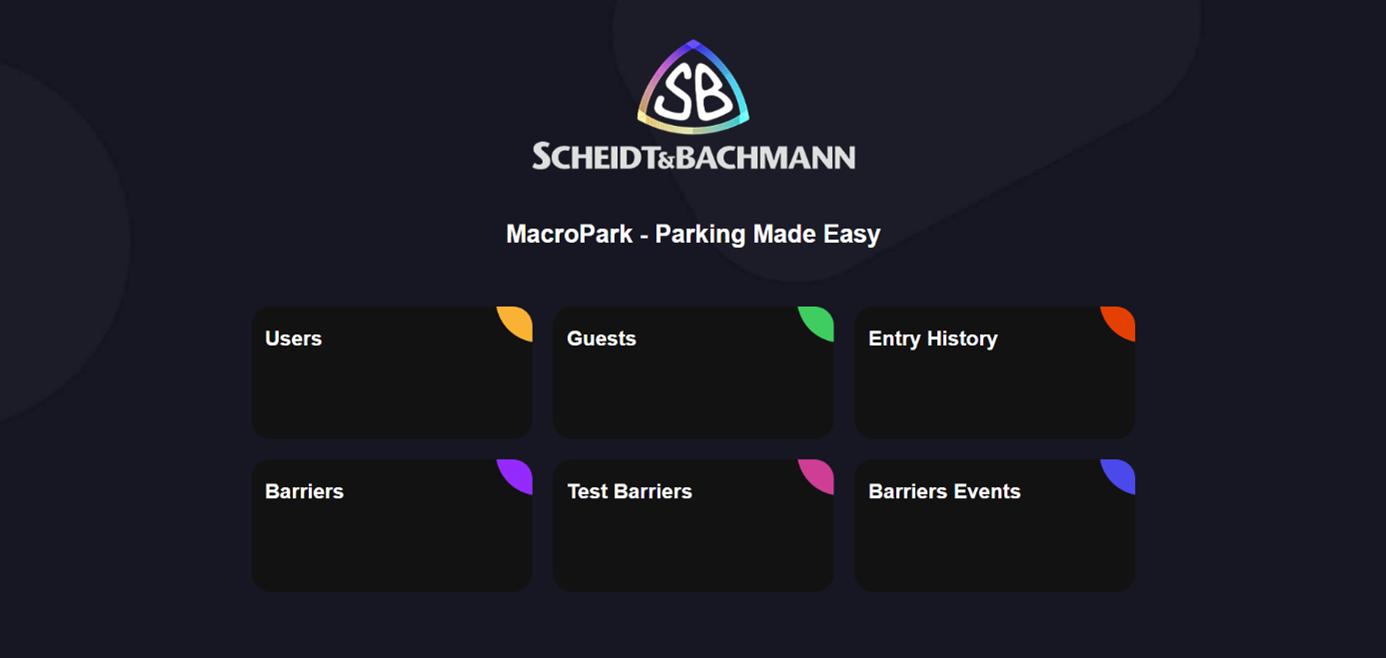 SB
SCHEIDT&BACHMANN
MacroPark - Parking Made Easy
Users
Guests
Entry History
Barriers
Test Barriers
Barriers Events